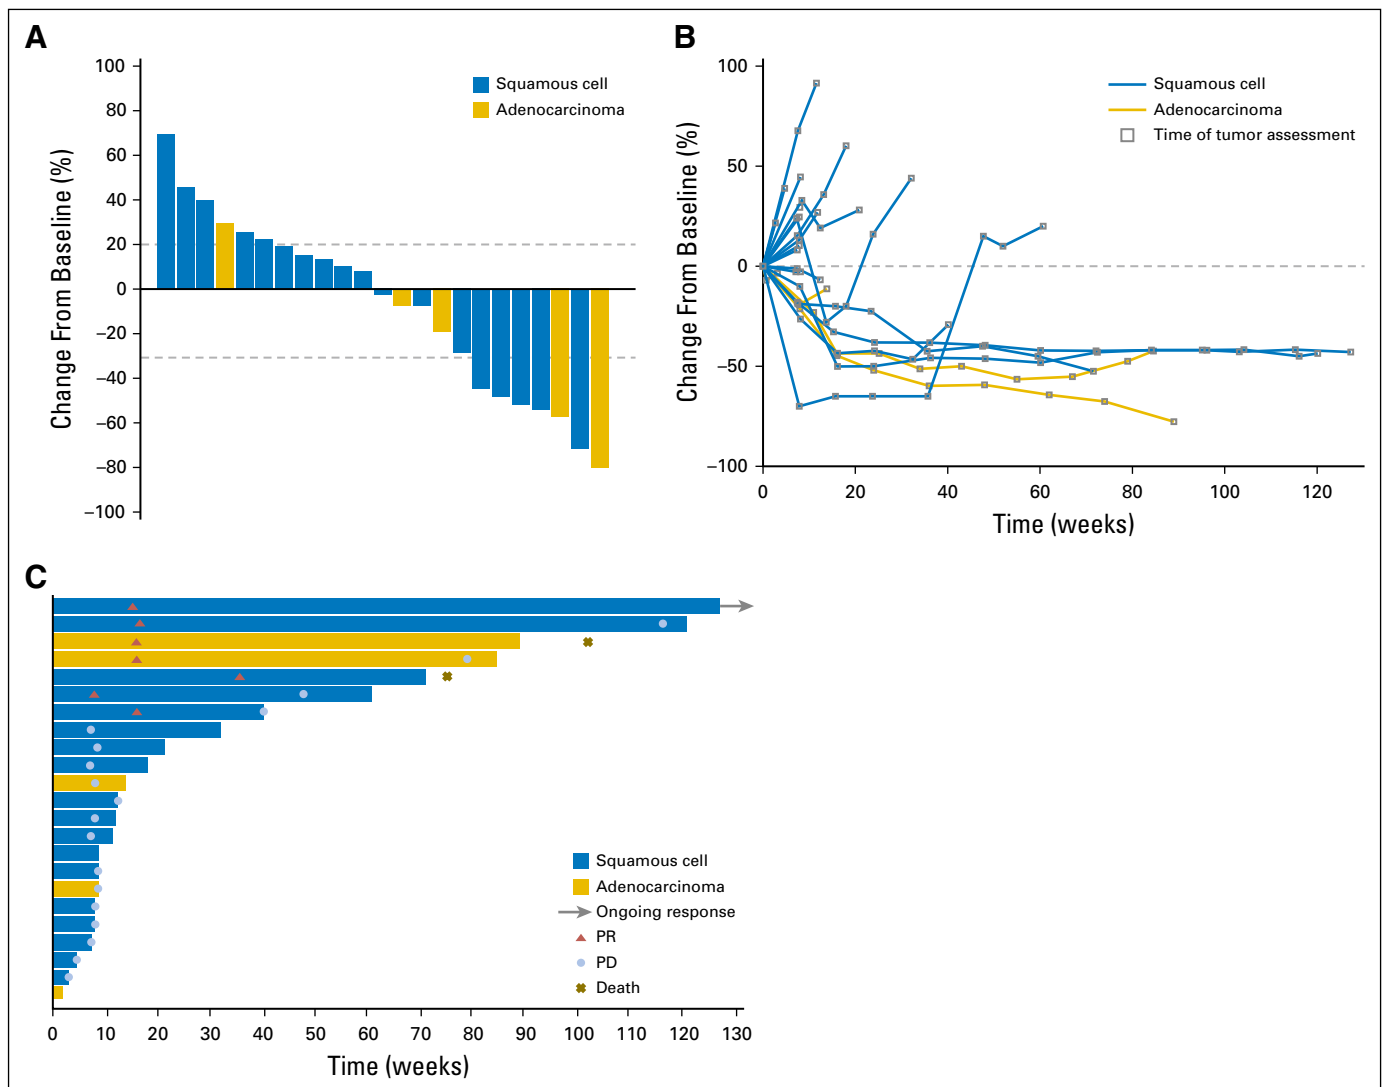 A
100
80
60
40
20
0
–20
–40
–60
–80
–100
Change From Baseline (%)
Squamous cell
Adenocarcinoma
B
100
50
0
–50
–100
Change From Baseline (%)
Squamous cell
Adenocarcinoma
Time of tumor assessment
0 20 40 60 80 100 120
Time (weeks)
C
Squamous cell
Adenocarcinoma
Ongoing response
PR
PD
Death
0 10 20 30 40 50 60 70 80 90 100 110 120 130
Time (weeks)